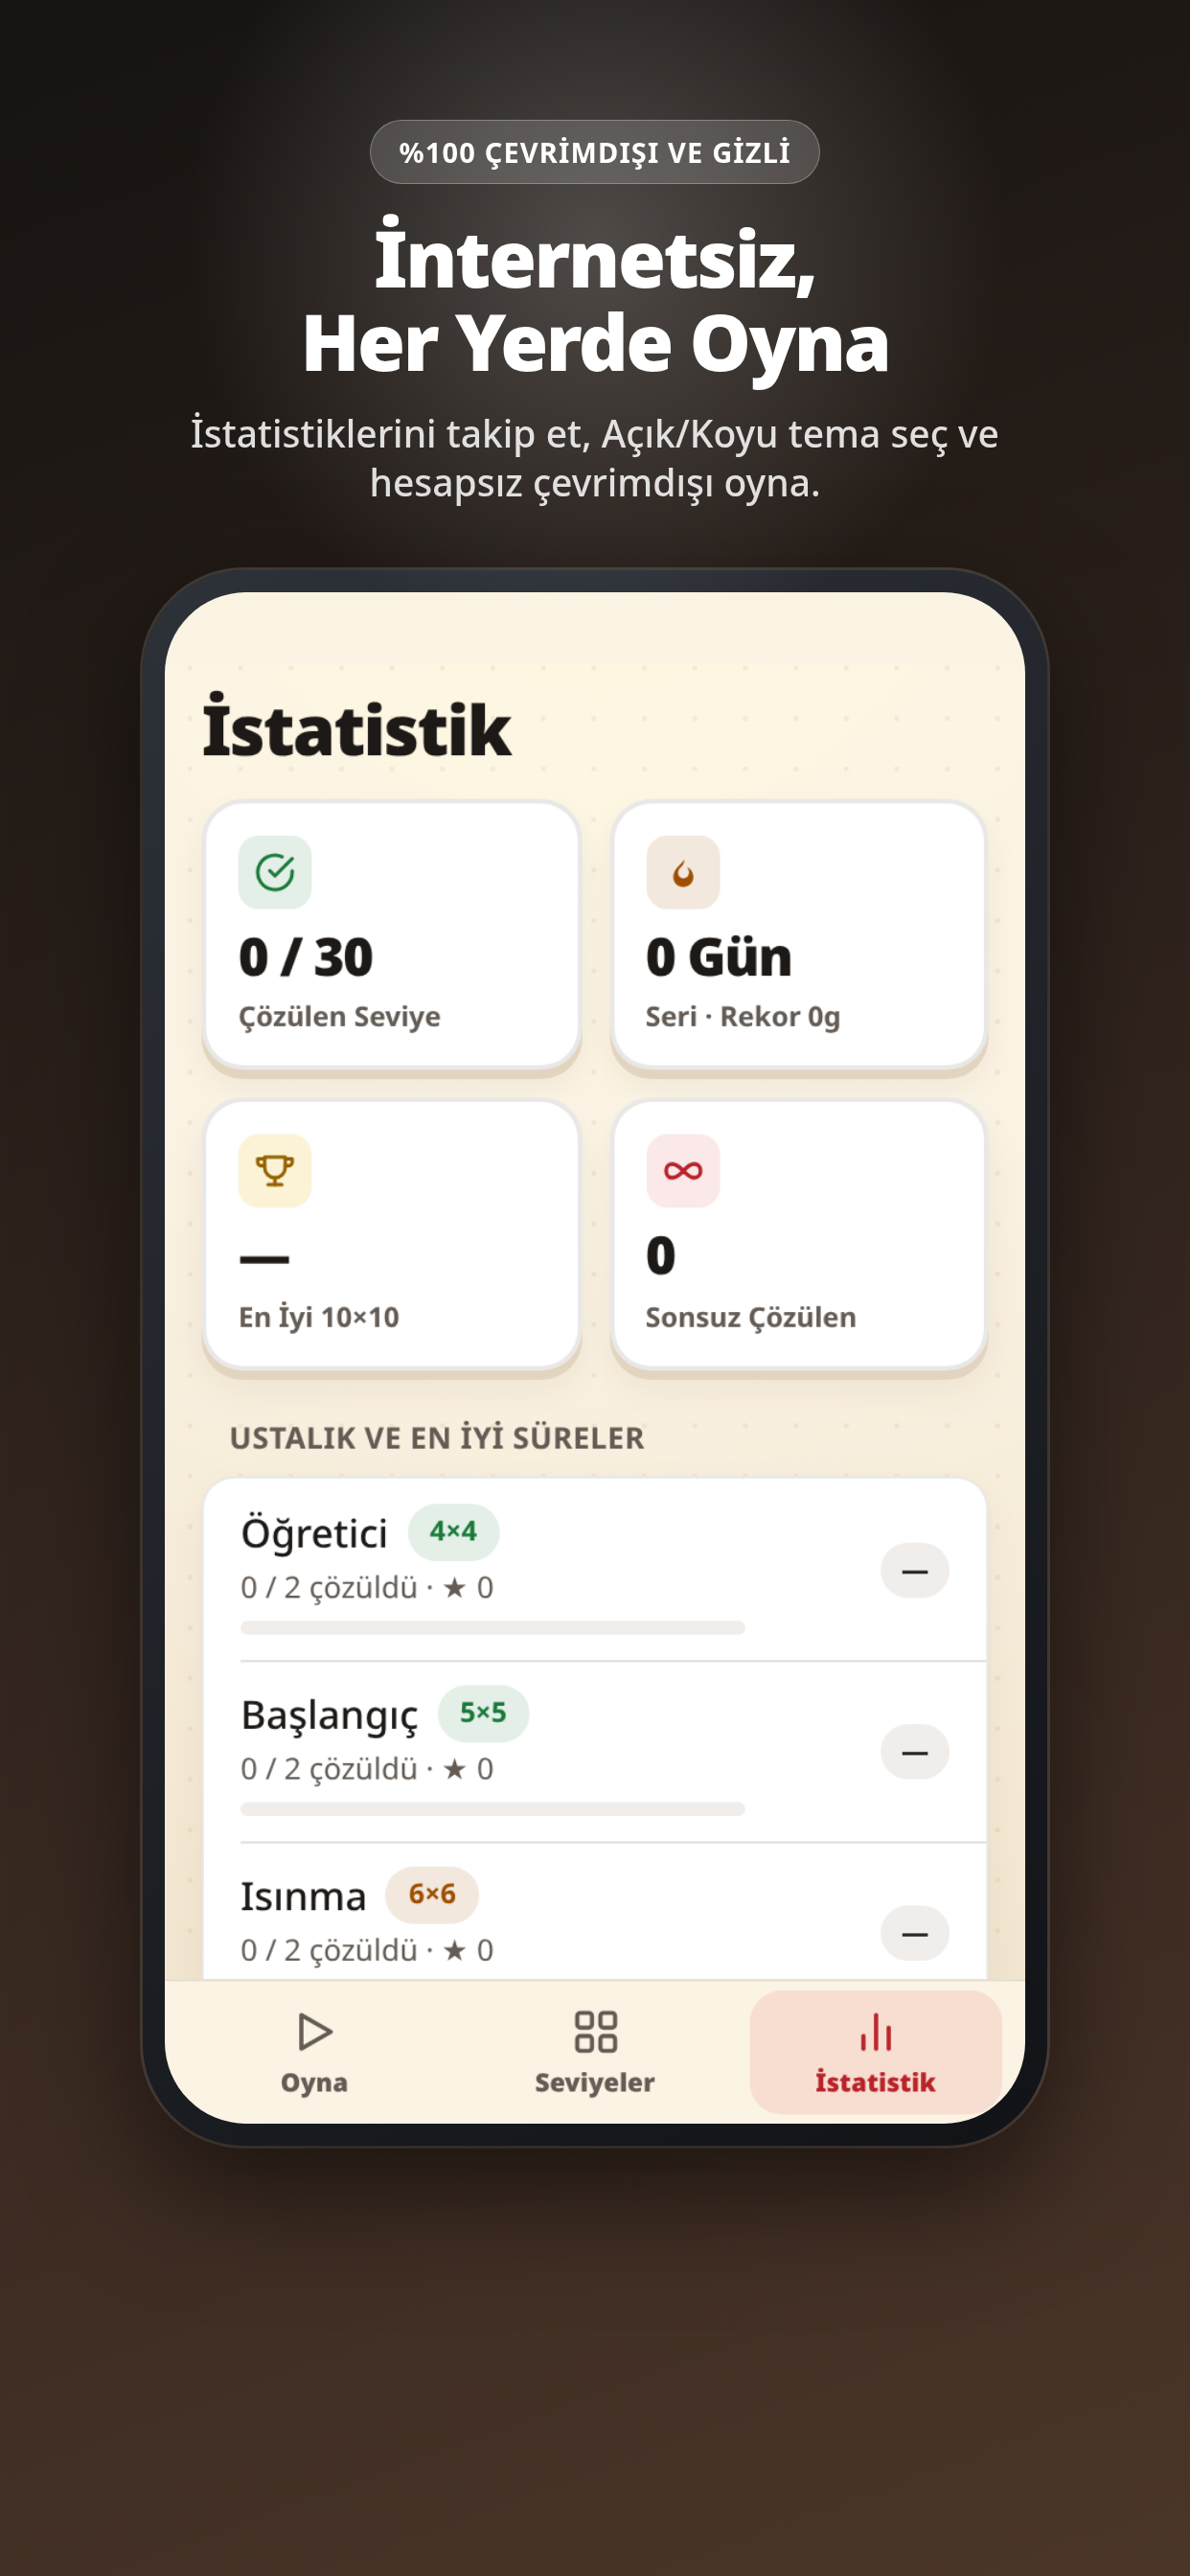 %100 ÇEVRİMDIŞI VE GİZLİ
İnternetsiz,
Her Yerde Oyna
İstatistiklerini takip et, Açık/Koyu tema seç ve
hesapsız çevrimdışı oyna.
İstatistik
0 / 30
Çözülen Seviye
0 Gün
Seri · Rekor 0g
—
En İyi 10×10
0
Sonsuz Çözülen
USTALIK VE EN İYİ SÜRELER
Öğretici 4×4
0 / 2 çözüldü · ★ 0
—
Başlangıç 5×5
0 / 2 çözüldü · ★ 0
—
Isınma 6×6
0 / 2 çözüldü · ★ 0
—
Oyna
Seviyeler
İstatistik